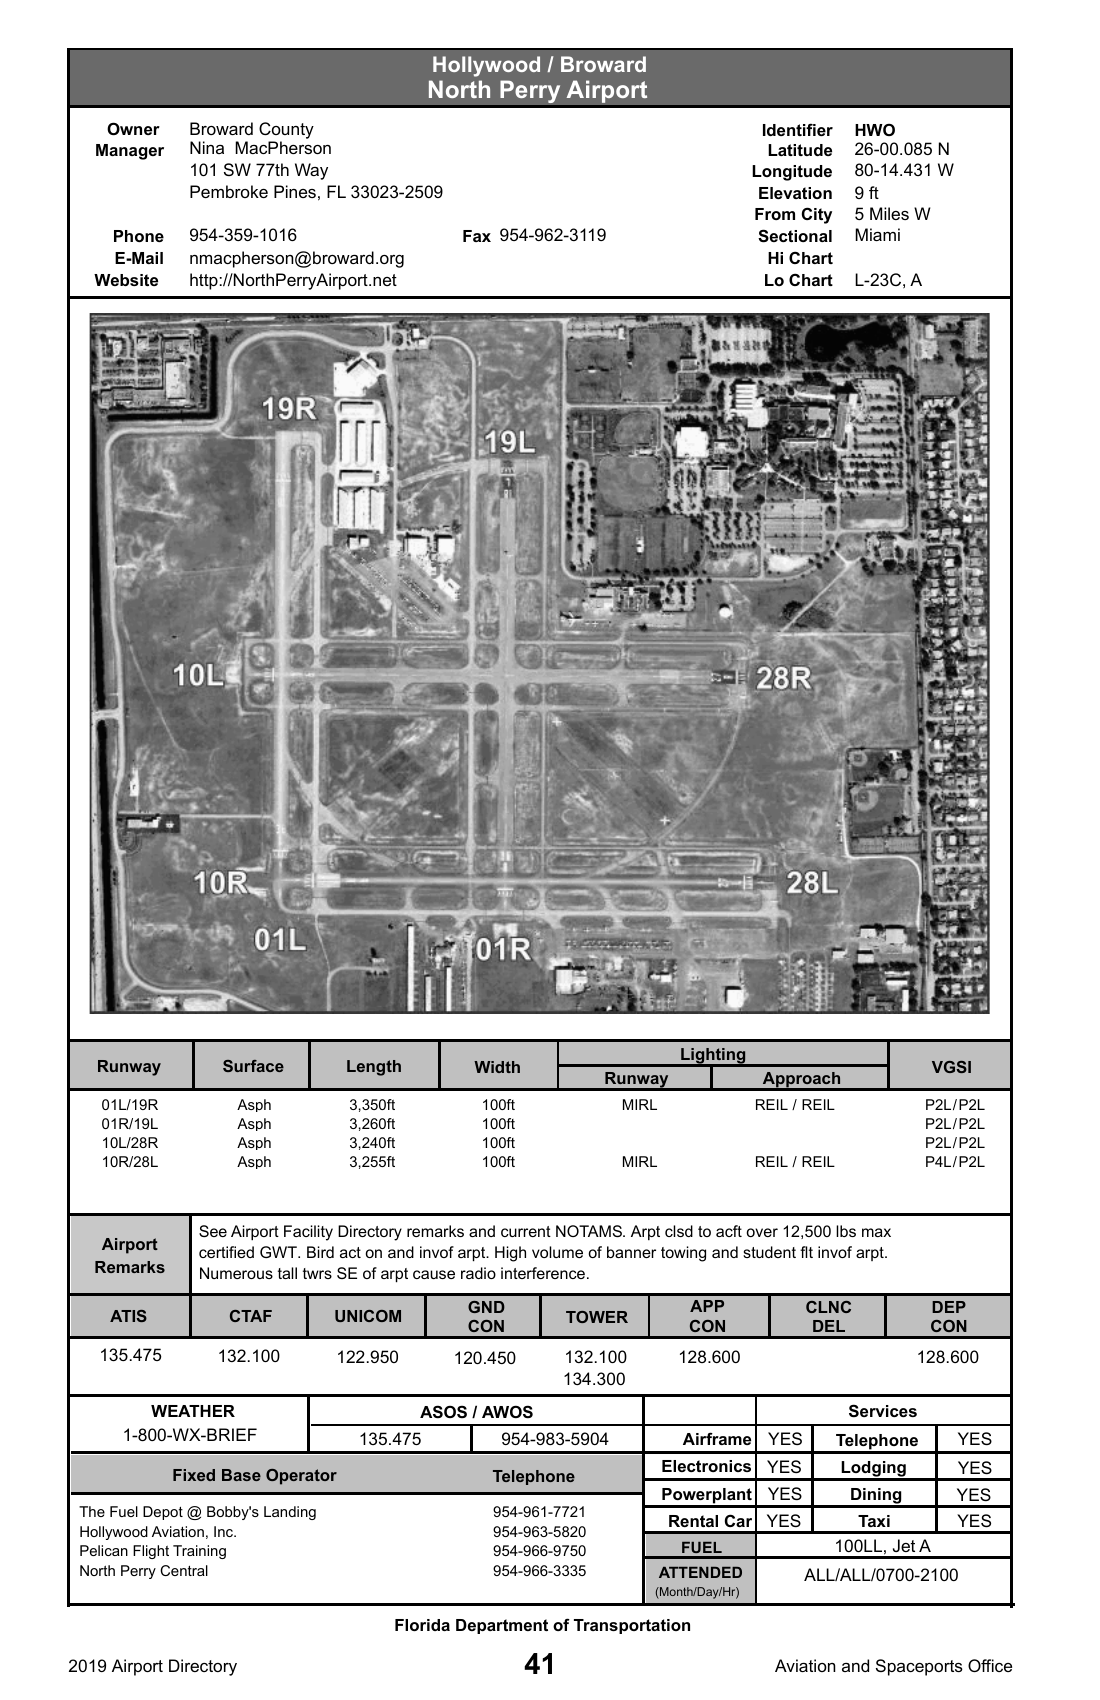 Hollywood / Broward
North Perry Airport
Owner Broward County
Manager Nina MacPherson
101 SW 77th Way
Pembroke Pines, FL 33023-2509
Phone 954-359-1016 Fax 954-962-3119
E-Mail nmacpherson@broward.org
Website http://NorthPerryAirport.net
Identifier HWO
Latitude 26-00.085 N
Longitude 80-14.431 W
Elevation 9 ft
From City 5 Miles W
Sectional Miami
Hi Chart
Lo Chart L-23C, A
19R
19L
10L
28R
10R
28L
01L
01R
Runway Surface Length Width Lighting VGSI
Runway Approach
01L/19R Asph 3,350ft 100ft MIRL REIL / REIL P2L/P2L
01R/19L Asph 3,260ft 100ft P2L/P2L
10L/28R Asph 3,240ft 100ft P2L/P2L
10R/28L Asph 3,255ft 100ft MIRL REIL / REIL P4L/P2L
Airport
Remarks
See Airport Facility Directory remarks and current NOTAMS. Arpt clsd to acft over 12,500 lbs max
certified GWT. Bird act on and invof arpt. High volume of banner towing and student flt invof arpt.
Numerous tall twrs SE of arpt cause radio interference.
ATIS CTAF UNICOM GND CON TOWER APP CON CLNC DEL DEP CON
135.475 132.100 122.950 120.450 132.100 128.600 128.600
134.300
WEATHER
1-800-WX-BRIEF
ASOS / AWOS
135.475 954-983-5904
Fixed Base Operator Telephone
The Fuel Depot @ Bobby's Landing 954-961-7721
Hollywood Aviation, Inc. 954-963-5820
Pelican Flight Training 954-966-9750
North Perry Central 954-966-3335
Services
Airframe YES Telephone YES
Electronics YES Lodging YES
Powerplant YES Dining YES
Rental Car YES Taxi YES
FUEL 100LL, Jet A
ATTENDED ALL/ALL/0700-2100
(Month/Day/Hr)
Florida Department of Transportation
2019 Airport Directory 41 Aviation and Spaceports Office